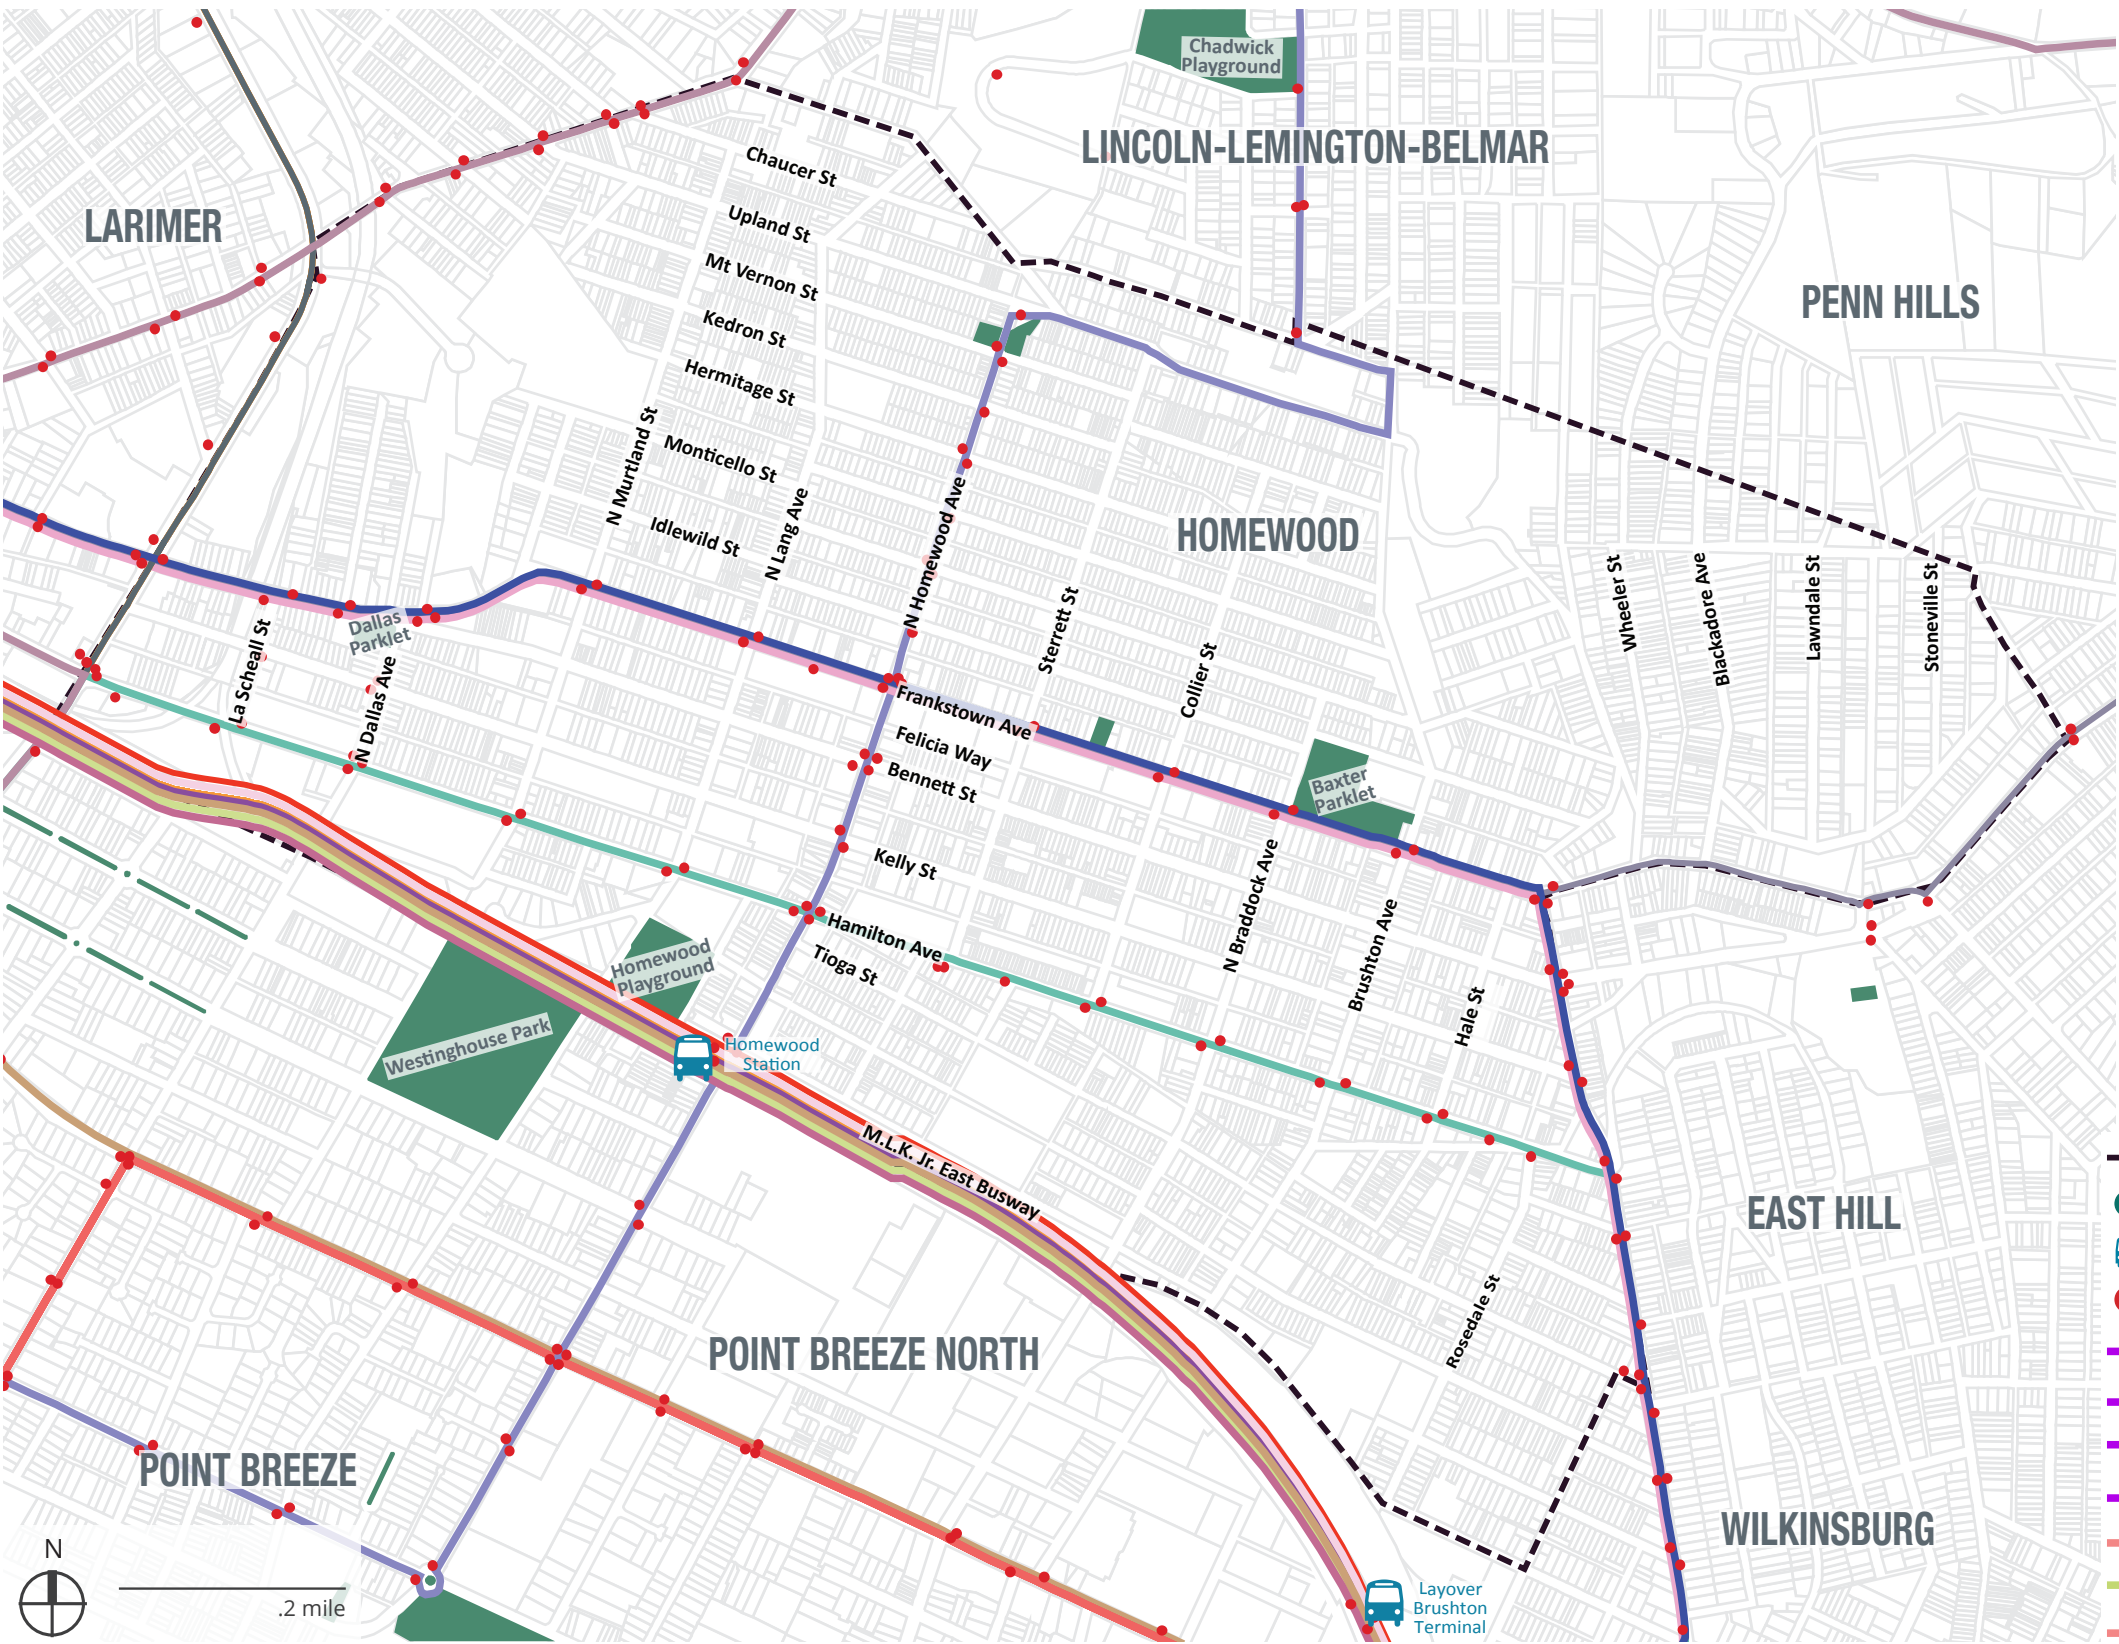 Chadwick
Playground
LINCOLN-LEMINGTON-BELMAR
Chaucer St
LARIMER
Upland St
Mt Vernon St
PENN HILLS
Kedron St
Hermitage St
N Murtland St
Monticello St
N Lang Ave
Idlewild St
N Homewood Ave
HOMEWOOD
Wheeler St
Blackadore Ave
Lawndale St
Stoneville St
Sterrett St
Collier St
La Scheall St
Dallas
Parklet
N Dallas Ave
Frankstown Ave
Felicia Way
Bennett St
Baxter
Parklet
Kelly St
N Braddock Ave
Brushton Ave
Hamilton Ave
Tioga St
Homewood
Playground
Hale St
Westinghouse Park
Homewood
Station
M.L.K. Jr. East Busway
EAST HILL
Rosedale St
POINT BREEZE NORTH
POINT BREEZE
WILKINSBURG
N
.2 mile
Layover
Brushton
Terminal